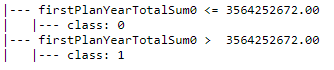 |--- firstPlanYearTotalSum0 <= 3564252672.00
|   |--- class: 0
|--- firstPlanYearTotalSum0 >  3564252672.00
|   |--- class: 1